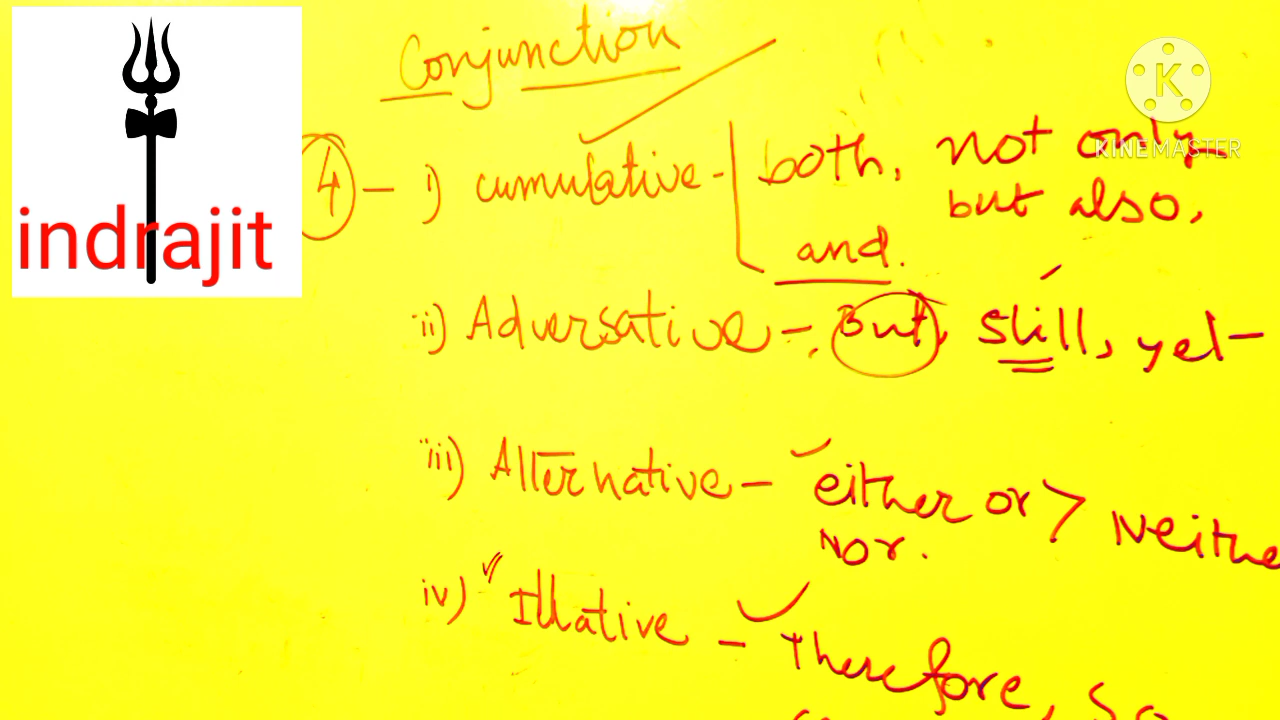 Conjunction
indrajit
K
KINEMASTER
4 - i) cumulative - both, not only
but also,
and.
ii) Adversative - But, still, yet -
iii) Alternative - either or > Neithe
Nor.
iv) Illative - Therefore, So